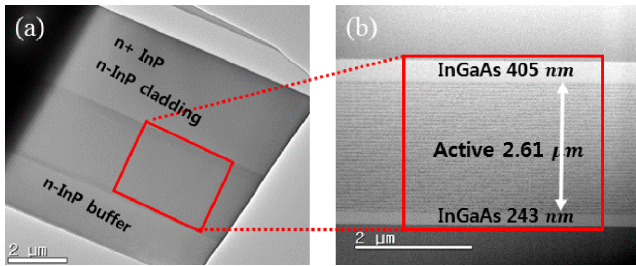 (a)
n+ InP
n-InP cladding
n-InP buffer
2 μm
(b)
InGaAs 405 nm
Active 2.61 μm
InGaAs 243 nm
2 μm